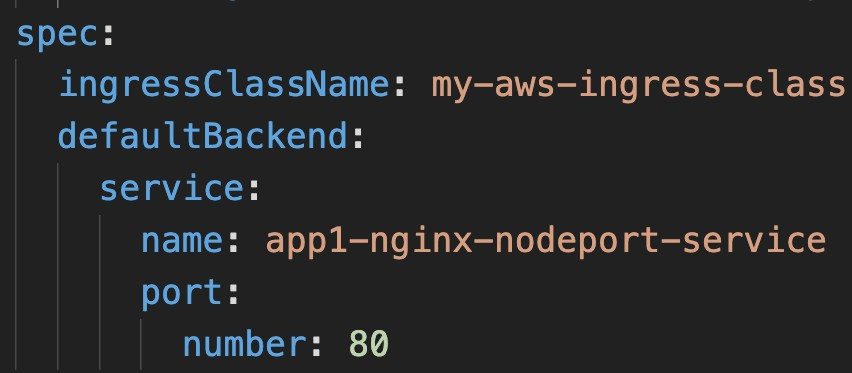 spec:
  ingressClassName: my-aws-ingress-class
  defaultBackend:
    service:
      name: app1-nginx-nodeport-service
      port:
        number: 80